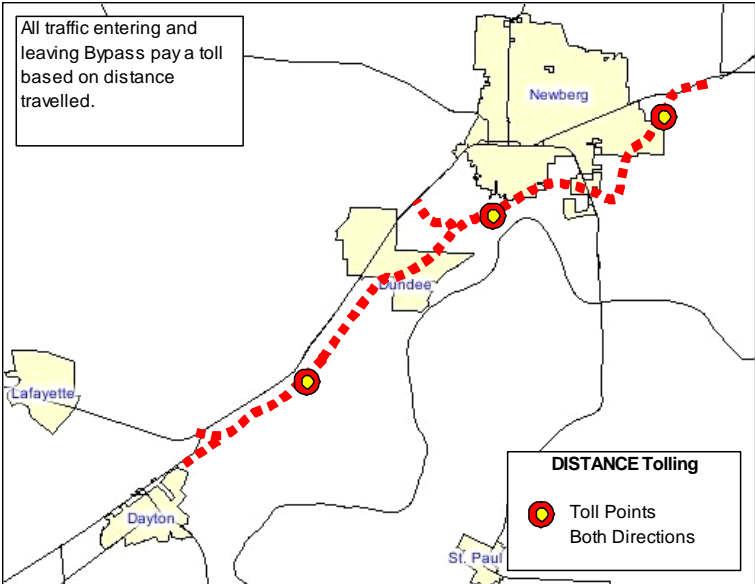 All traffic entering and
leaving Bypass pay a toll
based on distance
travelled.
Newberg
Dundee
Lafayette
Dayton
St. Paul
DISTANCE Tolling
Toll Points
Both Directions